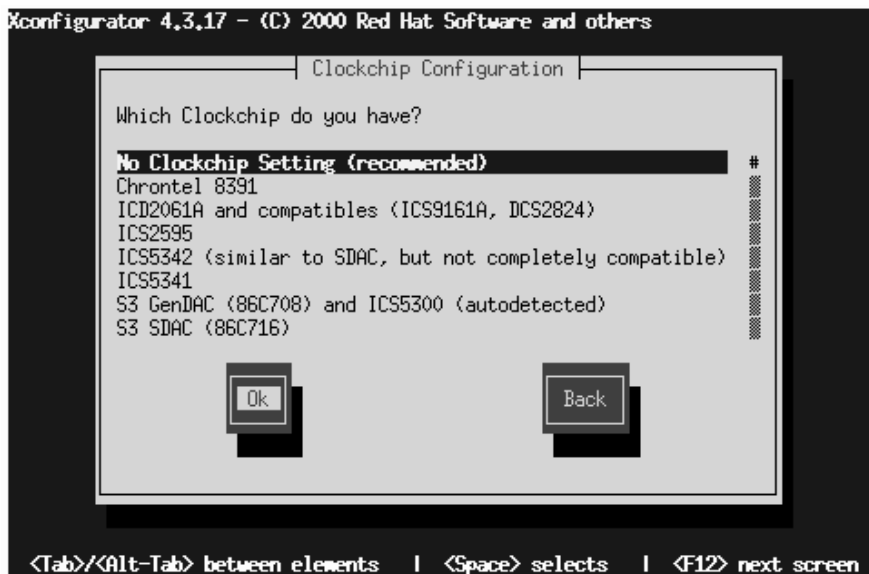 Xconfigurator 4.3.17 - (C) 2000 Red Hat Software and others
Clockchip Configuration
Which Clockchip do you have?
No Clockchip Setting (recommended) #
Chrontel 8391
ICD2061A and compatibles (ICS9161A, DCS2824)
ICS2595
ICS5342 (similar to SDAC, but not completely compatible)
ICS5341
S3 GenDAC (86C708) and ICS5300 (autodetected)
S3 SDAC (86C716)
Ok Back
<Tab>/<Alt-Tab> between elements | <Space> selects | <F12> next screen